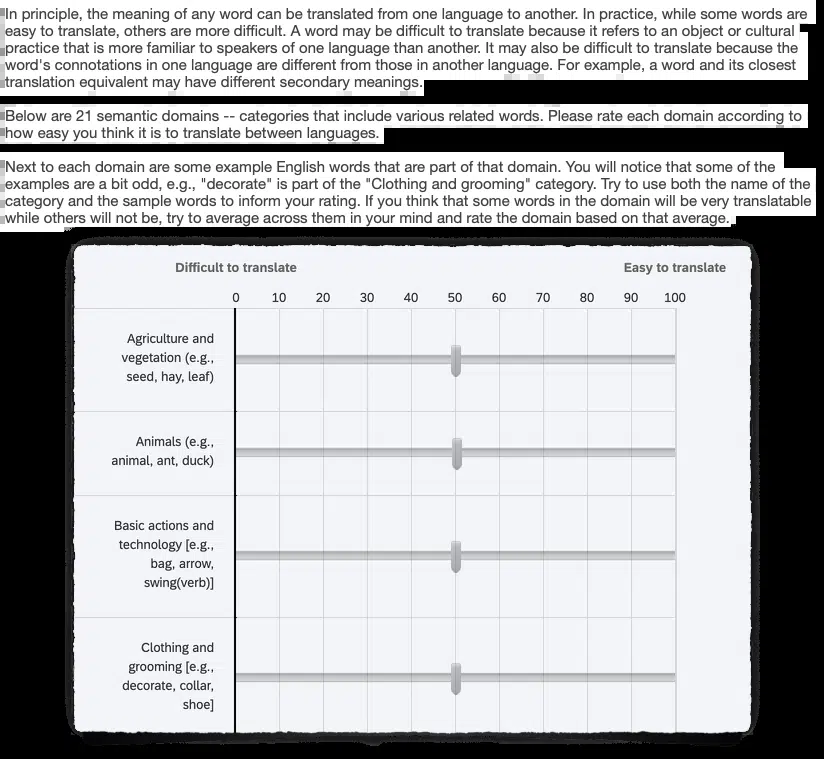 In principle, the meaning of any word can be translated from one language to another. In practice, while some words are
easy to translate, others are more difficult. A word may be difficult to translate because it refers to an object or cultural
practice that is more familiar to speakers of one language than another. It may also be difficult to translate because the
word's connotations in one language are different from those in another language. For example, a word and its closest
translation equivalent may have different secondary meanings.
Below are 21 semantic domains -- categories that include various related words. Please rate each domain according to
how easy you think it is to translate between languages.
Next to each domain are some example English words that are part of that domain. You will notice that some of the
examples are a bit odd, e.g., "decorate" is part of the "Clothing and grooming" category. Try to use both the name of the
category and the sample words to inform your rating. If you think that some words in the domain will be very translatable
while others will not be, try to average across them in your mind and rate the domain based on that average.
Difficult to translate Easy to translate
0 10 20 30 40 50 60 70 80 90 100
Agriculture and
vegetation (e.g.,
seed, hay, leaf)
Animals (e.g.,
animal, ant, duck)
Basic actions and
technology [e.g.,
bag, arrow,
swing(verb)]
Clothing and
grooming [e.g.,
decorate, collar,
shoe]